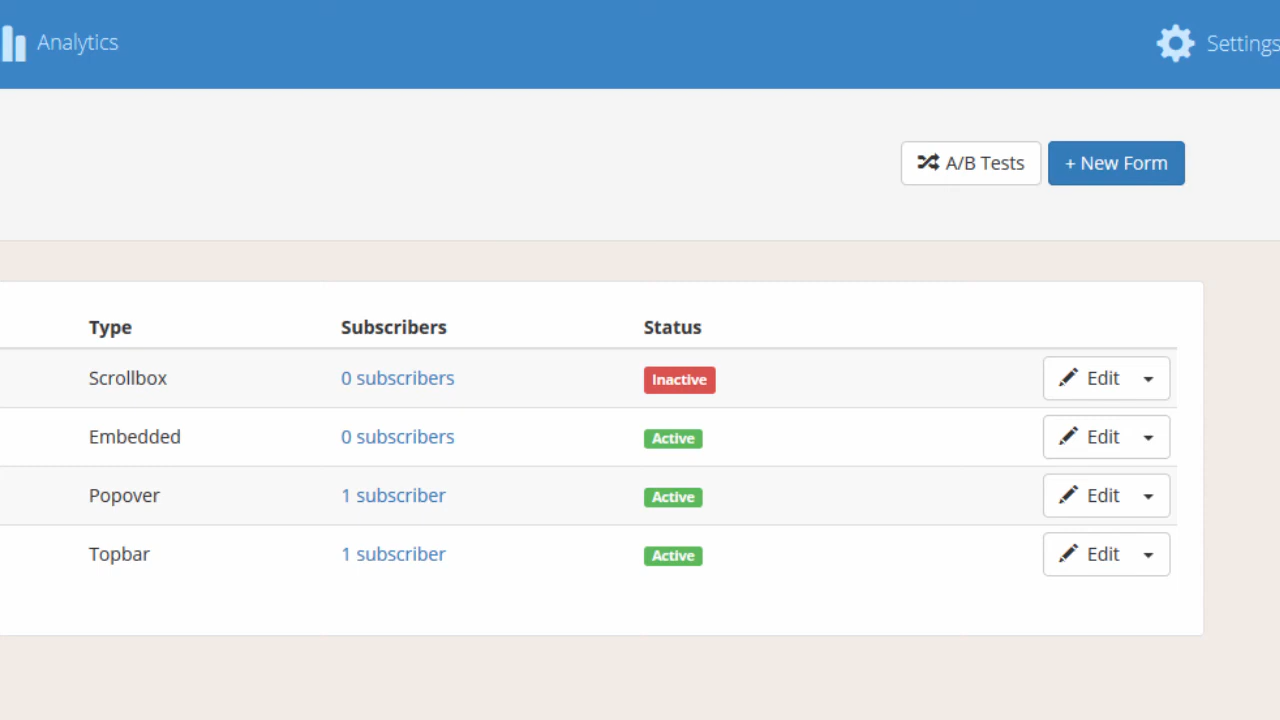 Analytics
Settings
A/B Tests
+ New Form
Type Subscribers Status
Scrollbox 0 subscribers Inactive Edit
Embedded 0 subscribers Active Edit
Popover 1 subscriber Active Edit
Topbar 1 subscriber Active Edit